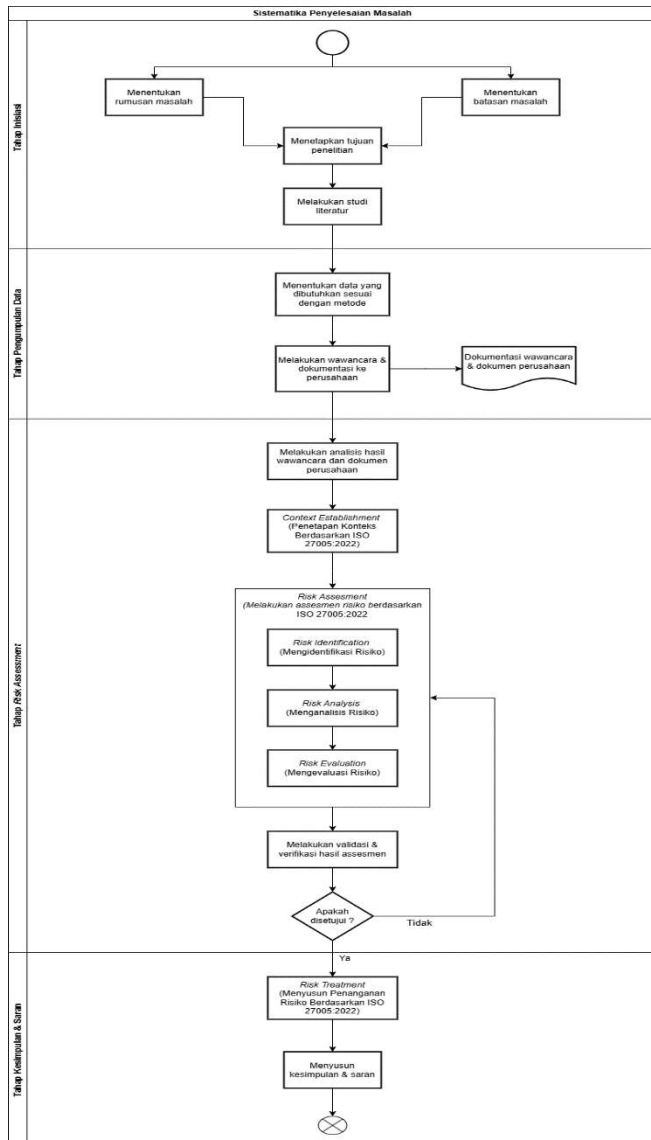 Sistematika Penyelesaian Masalah
Tahap Inisiasi
Menentukan
rumusan masalah
Menentukan
batasan masalah
Menetapkan tujuan
penelitian
Melakukan studi
literatur
Tahap Pengumpulan Data
Menentukan data yang
dibutuhkan sesuai
dengan metode
Melakukan wawancara &
dokumentasi ke
perusahaan
Dokumentasi wawancara
& dokumen perusahaan
Tahap Risk Assessment
Melakukan analisis hasil
wawancara dan dokumen
perusahaan
Context Establishment
(Penetapan Konteks
Berdasarkan ISO
27005:2022)
Risk Assesment
(Melakukan assesmen risiko berdasarkan
ISO 27005:2022
Risk Identification
(Mengidentifikasi Risiko)
Risk Analysis
(Menganalisis Risiko)
Risk Evaluation
(Mengevaluasi Risiko)
Melakukan validasi &
verifikasi hasil assesmen
Apakah
disetujui ?
Tidak
Ya
Tahap Kesimpulan & Saran
Risk Treatment
(Menyusun Penanganan
Risiko Berdasarkan ISO
27005:2022)
Menyusun
kesimpulan & saran